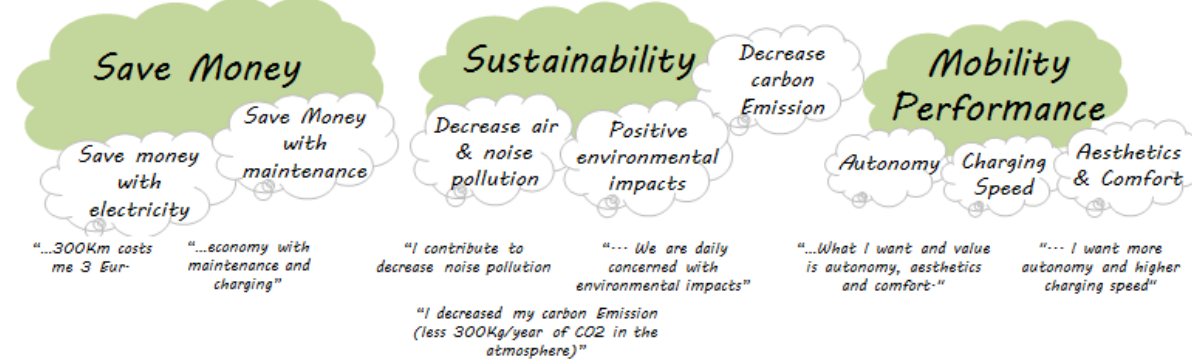 Save Money
Save money
with
electricity
Save Money
with
maintenance
"...300Km costs
me 3 Eur.
"...economy with
maintenance and
charging"
Sustainability
Decrease air
& noise
pollution
Positive
environmental
impacts
Decrease
carbon
Emission
"I contribute to
decrease noise pollution
"... We are daily
concerned with
environmental impacts"
"I decreased my carbon Emission
(less 300Kg/year of CO2 in the
atmosphere)"
Mobility
Performance
Autonomy
Charging
Speed
Aesthetics
& Comfort
"...What I want and value
is autonomy, aesthetics
and comfort."
"... I want more
autonomy and higher
charging speed"